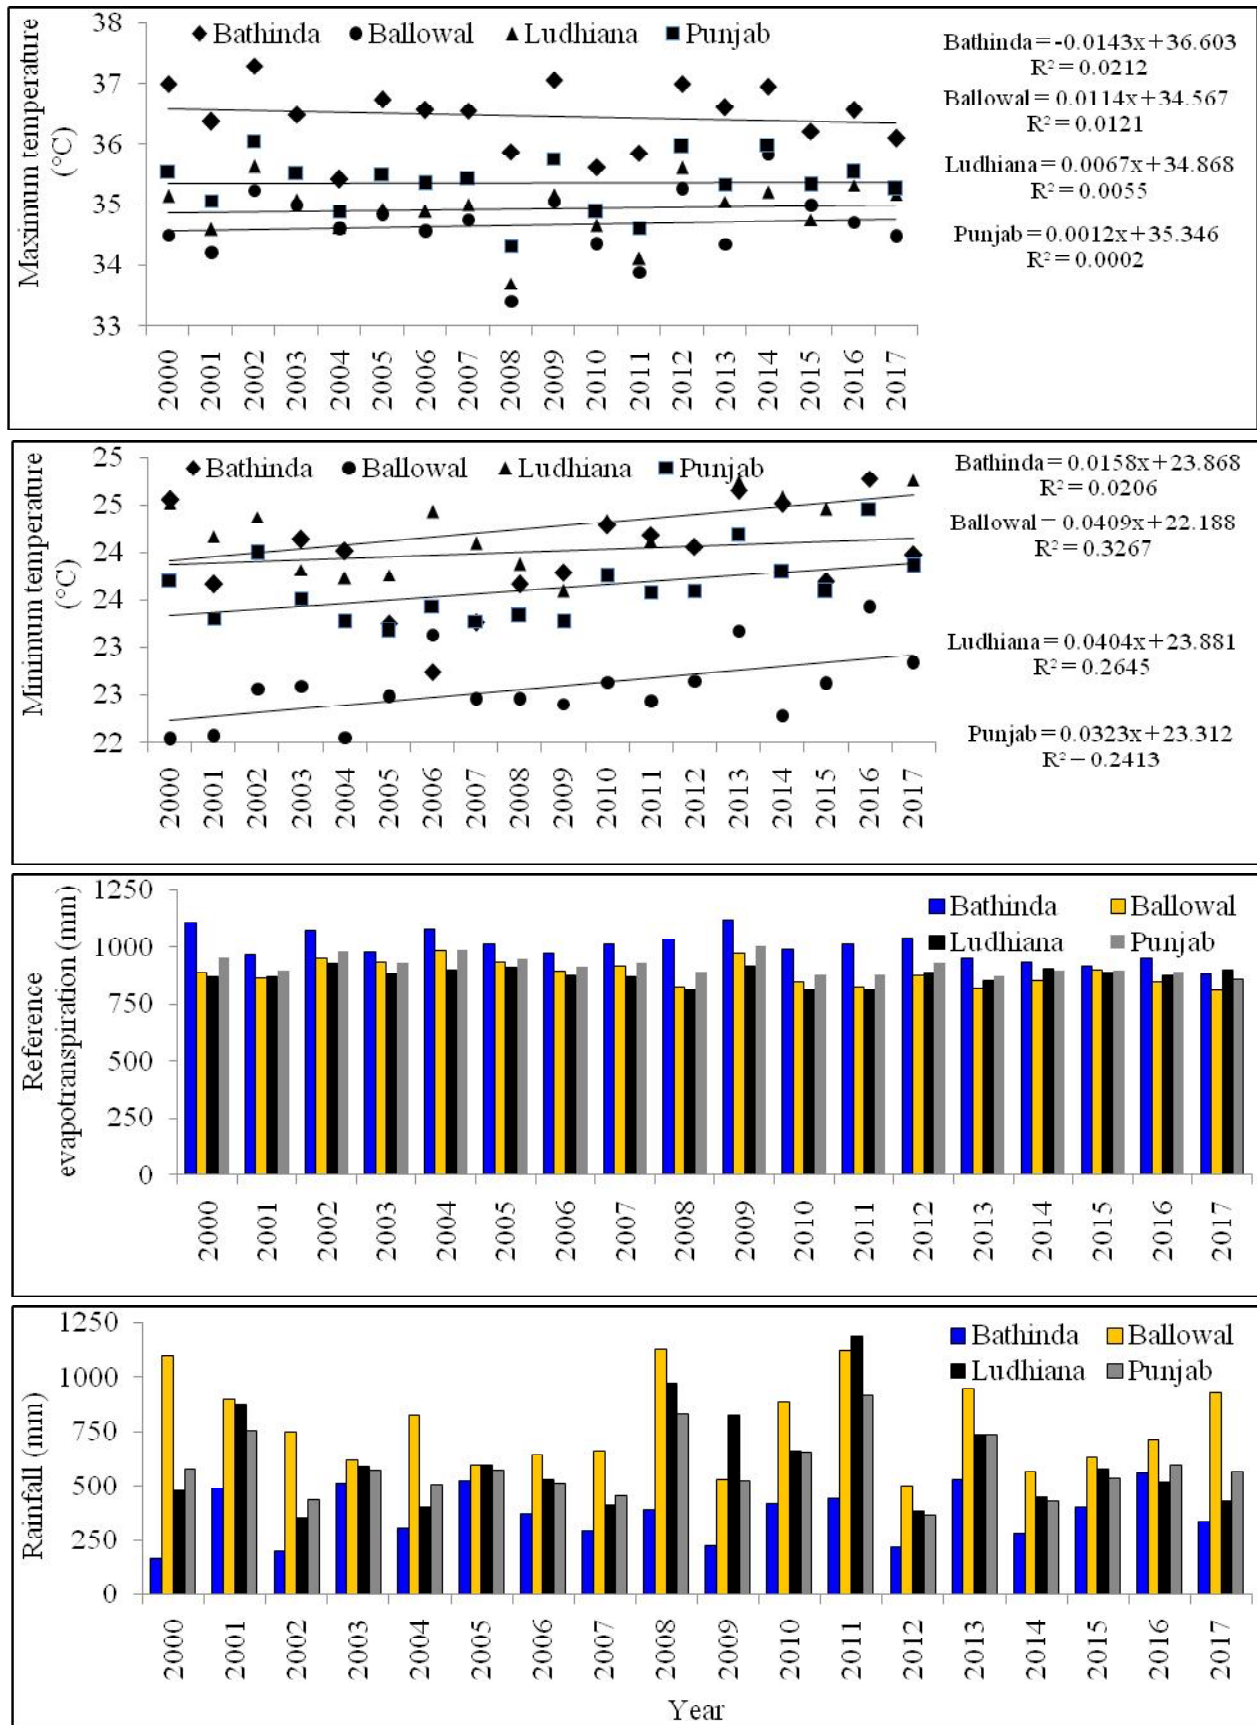 38
37
36
35
34
33
Maximum temperature
(°C)
Bathinda Ballowal Ludhiana Punjab
Bathinda = -0.0143x + 36.603
R² = 0.0212
Ballowal = 0.0114x + 34.567
R² = 0.0121
Ludhiana = 0.0067x + 34.868
R² = 0.0055
Punjab = 0.0012x + 35.346
R² = 0.0002
2000 2001 2002 2003 2004 2005 2006 2007 2008 2009 2010 2011 2012 2013 2014 2015 2016 2017
25
25
24
24
23
23
22
Minimum temperature
(°C)
Bathinda Ballowal Ludhiana Punjab
Bathinda = 0.0158x + 23.868
R² = 0.0206
Ballowal = 0.0409x + 22.188
R² = 0.3267
Ludhiana = 0.0404x + 23.881
R² = 0.2645
Punjab = 0.0323x + 23.312
R² = 0.2413
2000 2001 2002 2003 2004 2005 2006 2007 2008 2009 2010 2011 2012 2013 2014 2015 2016 2017
1250
1000
750
500
250
0
Reference
evapotranspiration (mm)
Bathinda Ballowal
Ludhiana Punjab
2000 2001 2002 2003 2004 2005 2006 2007 2008 2009 2010 2011 2012 2013 2014 2015 2016 2017
1250
1000
750
500
250
0
Rainfall (mm)
Bathinda Ballowal
Ludhiana Punjab
2000 2001 2002 2003 2004 2005 2006 2007 2008 2009 2010 2011 2012 2013 2014 2015 2016 2017
Year